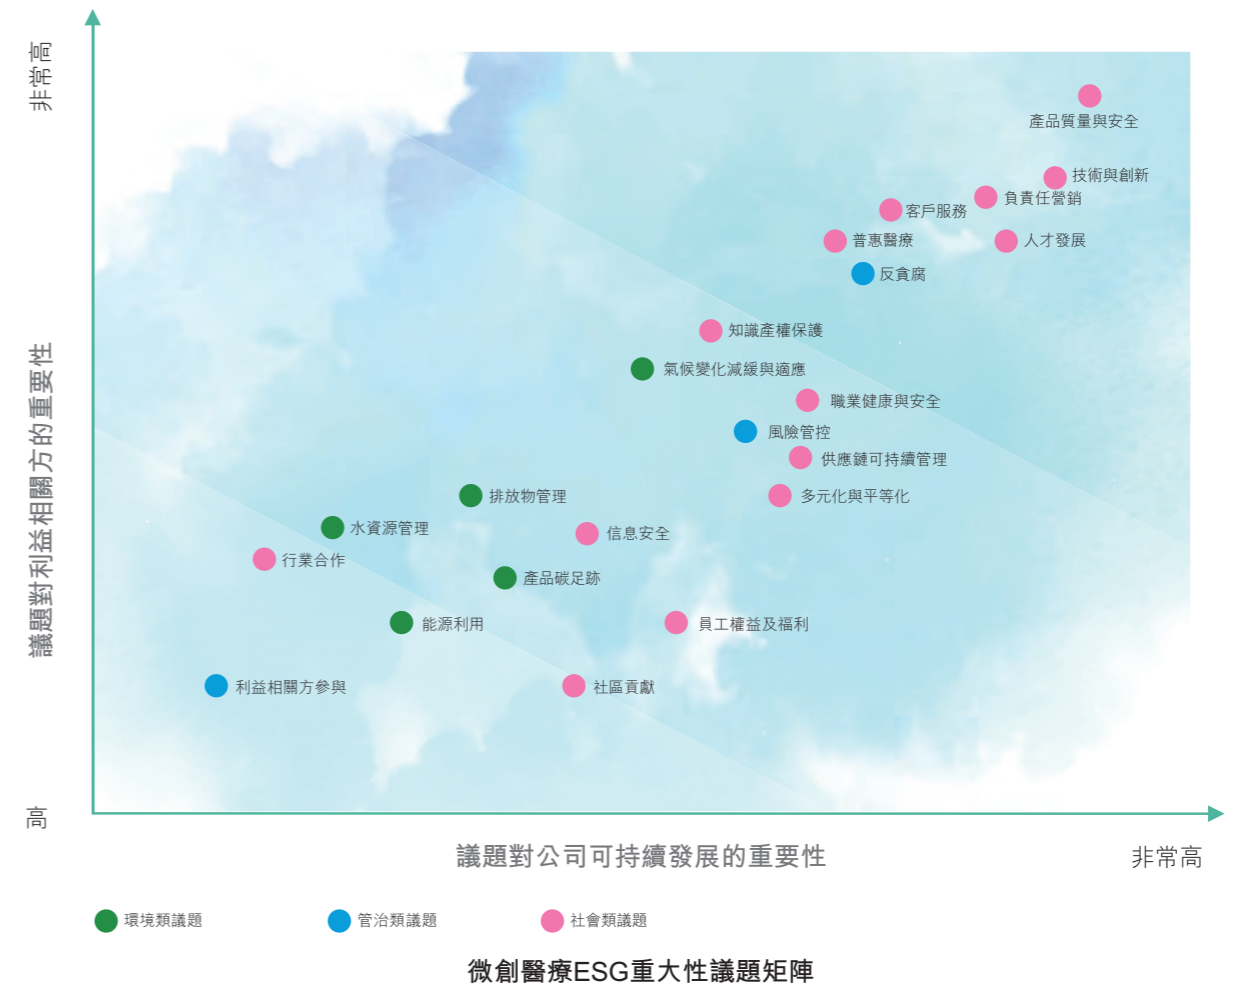 非常高
議題對利益相關方的重要性
高
產品質量與安全
技術與創新
負責任營銷
客戶服務
普惠醫療
人才發展
反貪腐
知識產權保護
氣候變化減緩與適應
職業健康與安全
風險管控
供應鏈可持續管理
排放物管理
多元化與平等化
水資源管理
信息安全
行業合作
產品碳足跡
能源利用
員工權益及福利
利益相關方參與
社區貢獻
議題對公司可持續發展的重要性
非常高
環境類議題
管治類議題
社會類議題
微創醫療ESG重大性議題矩陣